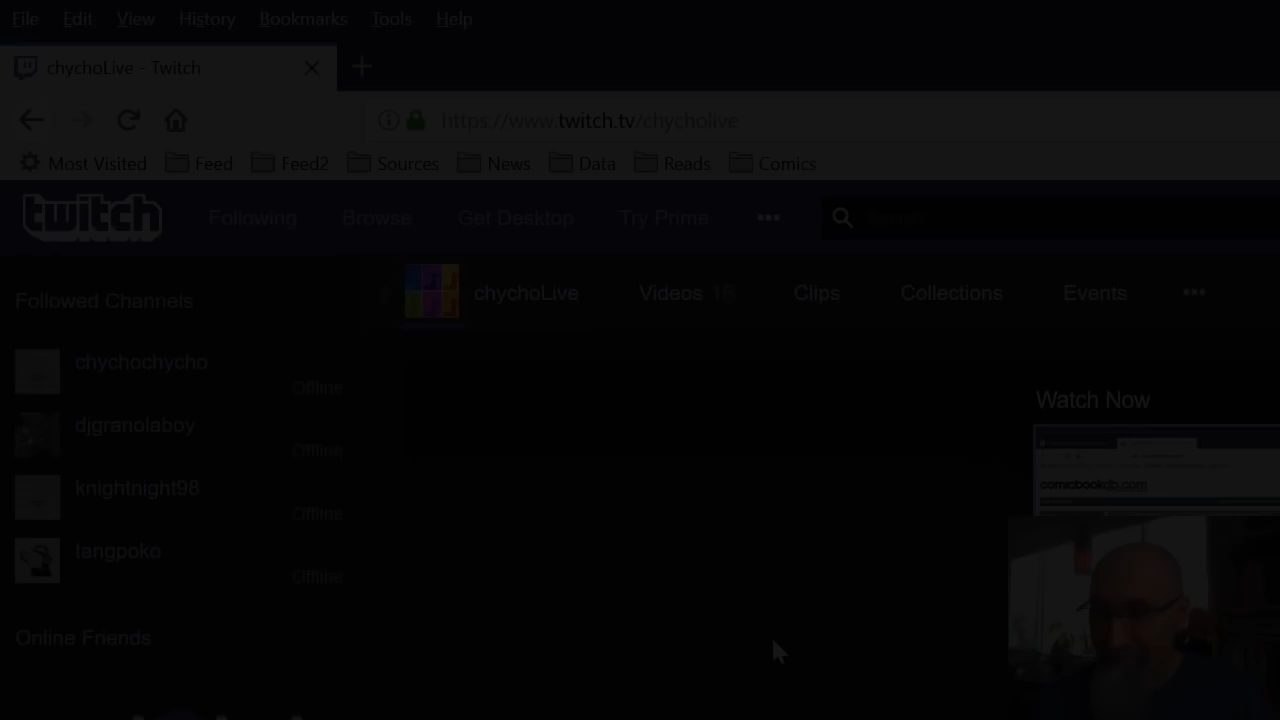 File Edit View History Bookmarks Tools Help
chychoLive - Twitch
https://www.twitch.tv/chycholive
Most Visited Feed Feed2 Sources News Data Reads Comics
twitch Following Browse Get Desktop Try Prime
chychoLive Videos Clips Collections Events
Followed Channels
chychochycho
Offline
djgranolaboy
Offline
knightnight98
Offline
tangpoko
Offline
Online Friends
Watch Now
comicbookdb.com